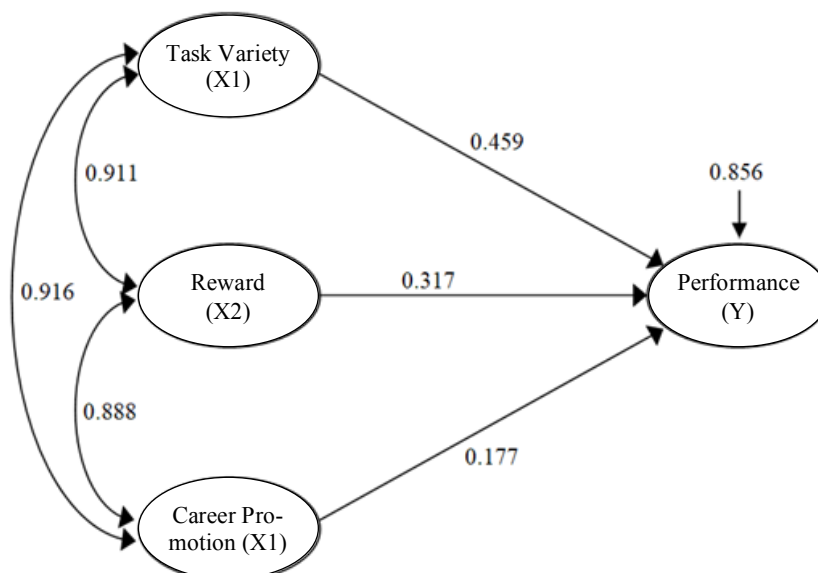 Task Variety
(X1)
0.459
0.856
0.911
Reward
(X2)
0.317
Performance
(Y)
0.916
0.888
0.177
Career Pro-
motion (X1)